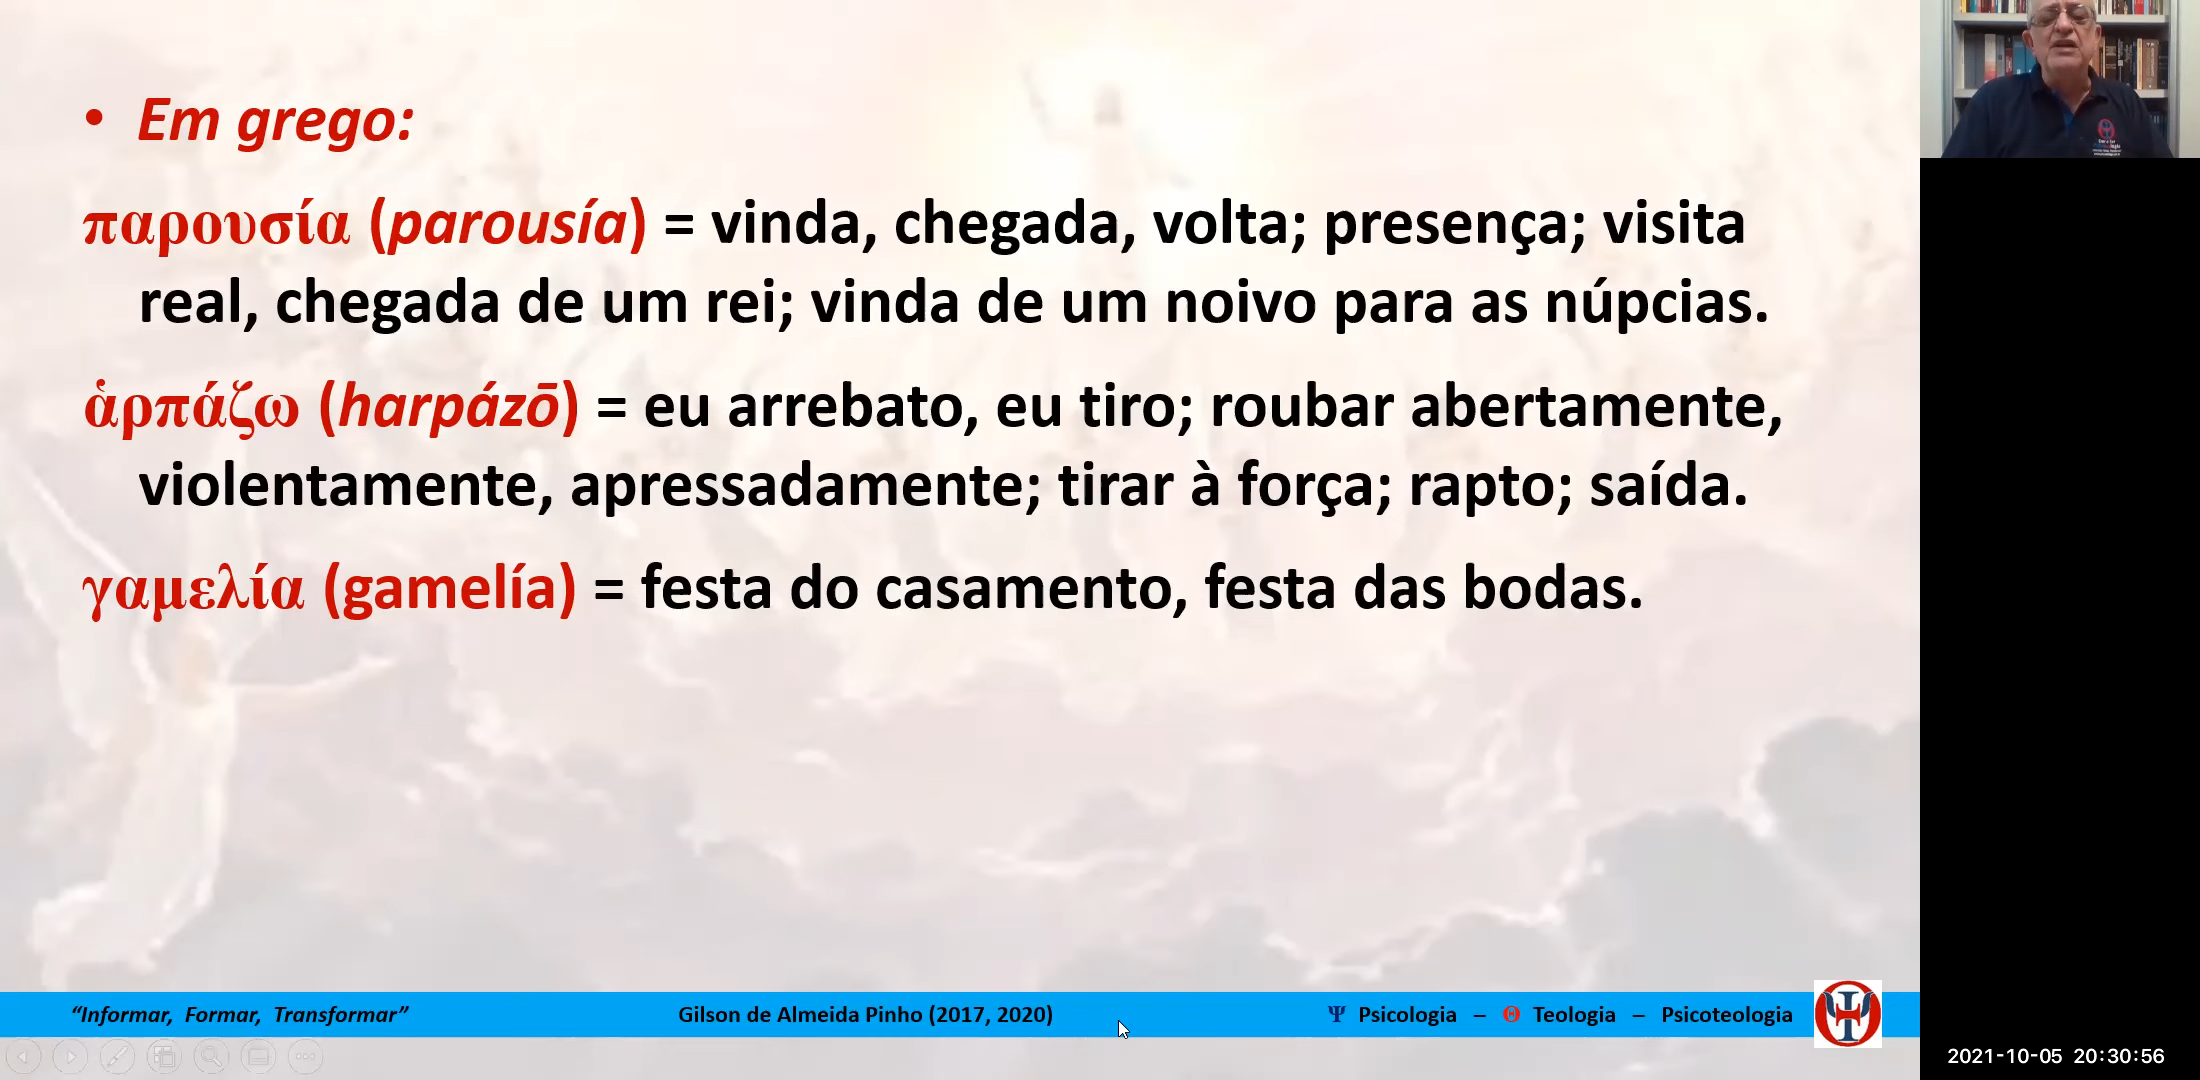 • Em grego:
παρουσία (parousía) = vinda, chegada, volta; presença; visita
real, chegada de um rei; vinda de um noivo para as núpcias.
ἁρπάζω (harpázō) = eu arrebato, eu tiro; roubar abertamente,
violentamente, apressadamente; tirar à força; rapto; saída.
γαμελία (gamelía) = festa do casamento, festa das bodas.
“Informar, Formar, Transformar”
Gilson de Almeida Pinho (2017, 2020)
Ψ Psicologia – Θ Teologia – Psicoteologia
2021-10-05 20:30:56